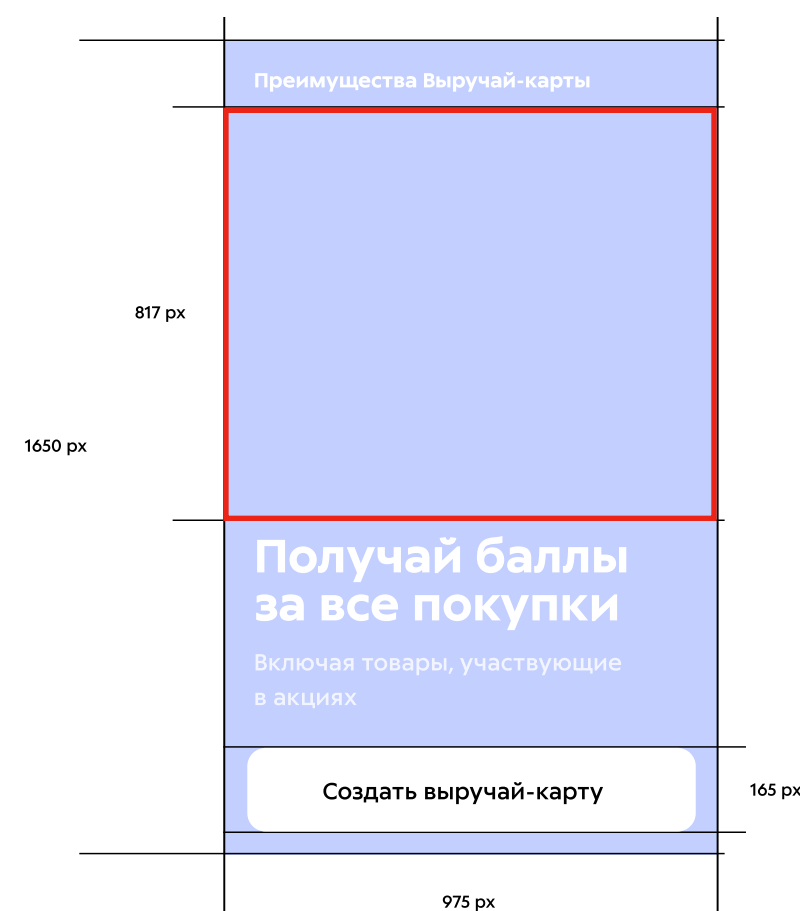 Преимущества Выручай-карты
817 px
1650 px
Получай баллы
за все покупки
Включая товары, участвующие
в акциях
Создать выручай-карту
165 px
975 px